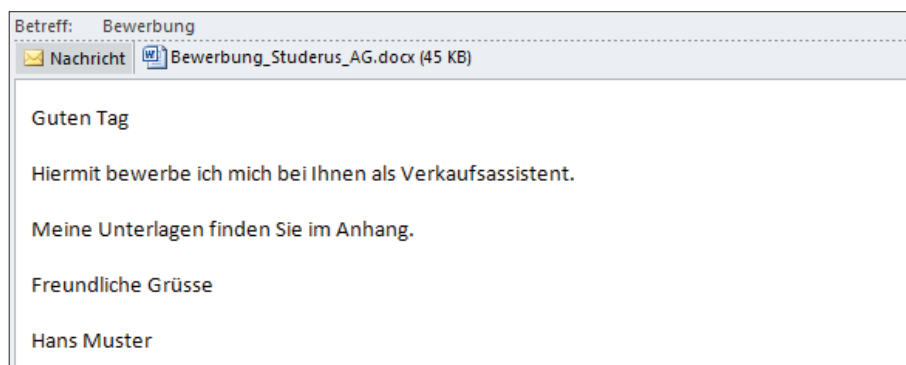 Betreff: Bewerbung
Nachricht Bewerbung_Studerus_AG.docx (45 KB)
Guten Tag
Hiermit bewerbe ich mich bei Ihnen als Verkaufsassistent.
Meine Unterlagen finden Sie im Anhang.
Freundliche Grüsse
Hans Muster